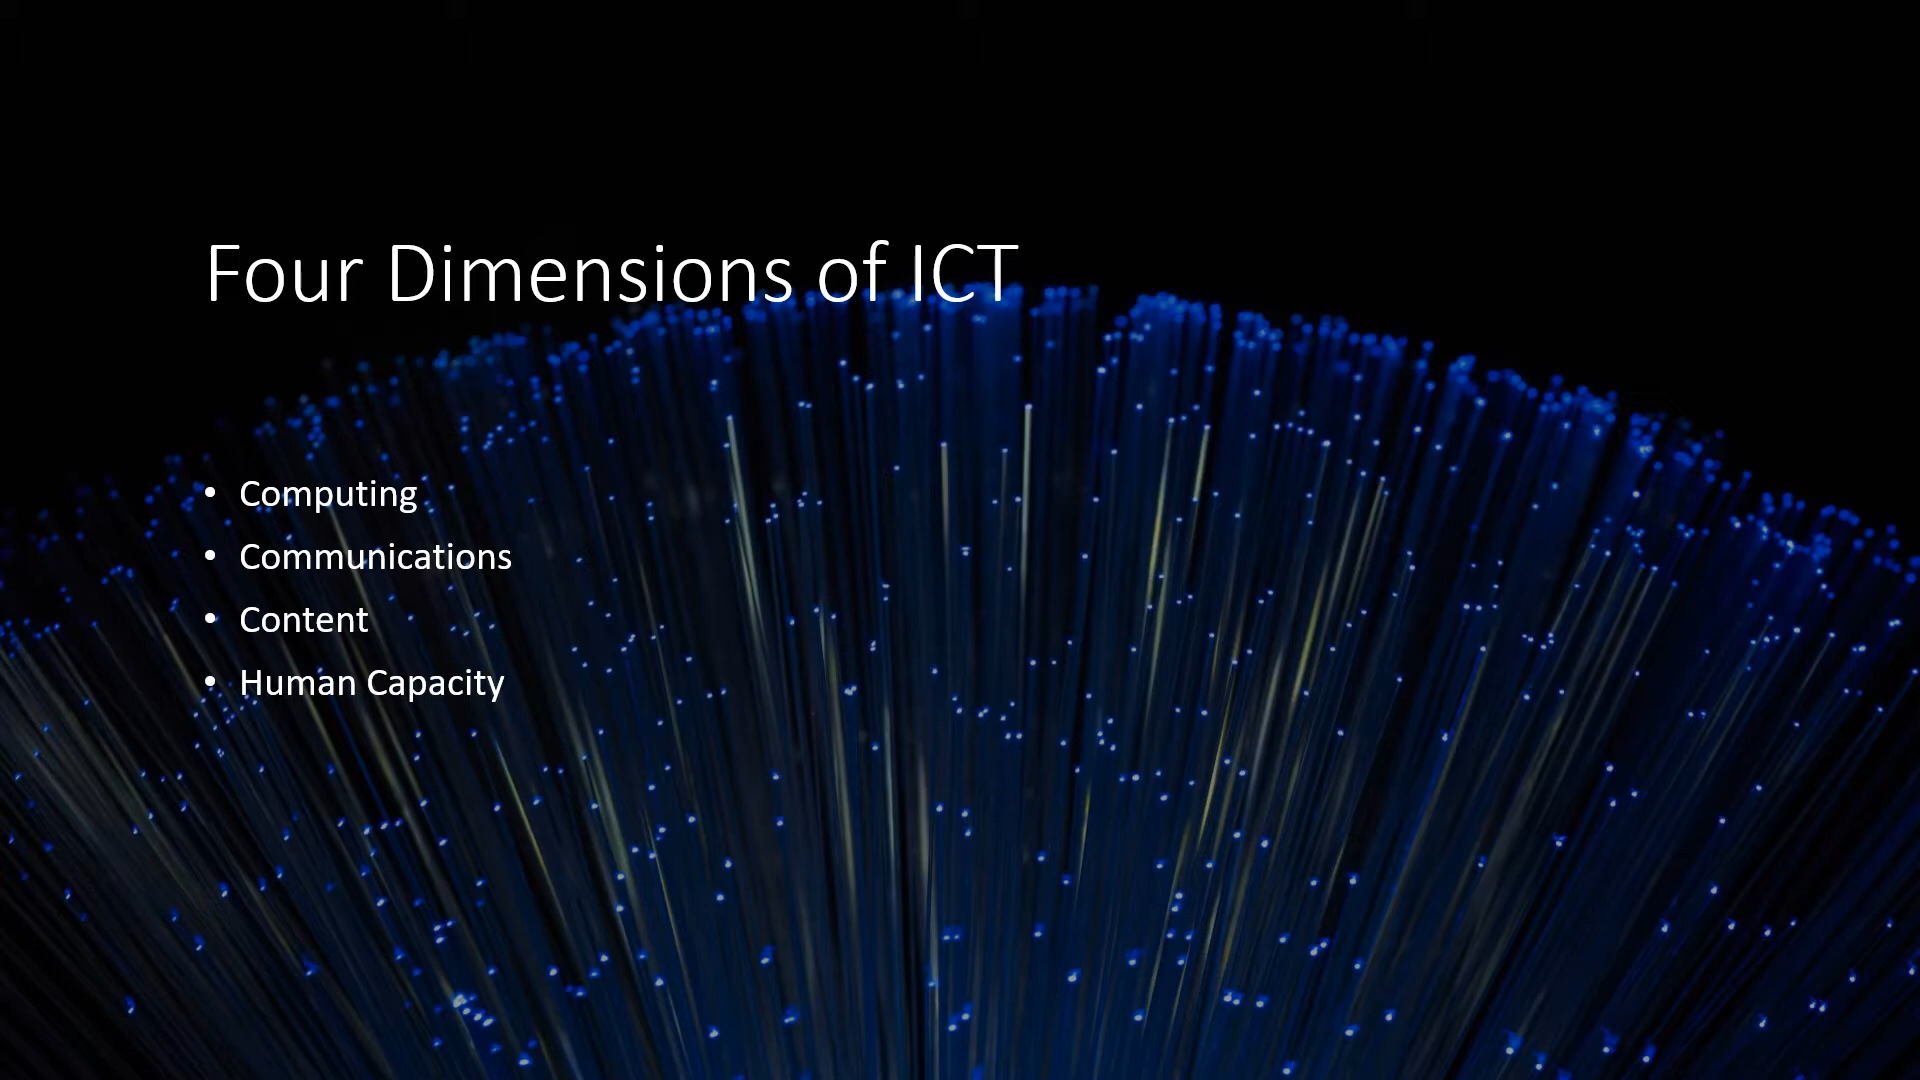 Four Dimensions of ICT
• Computing
• Communications
• Content
• Human Capacity